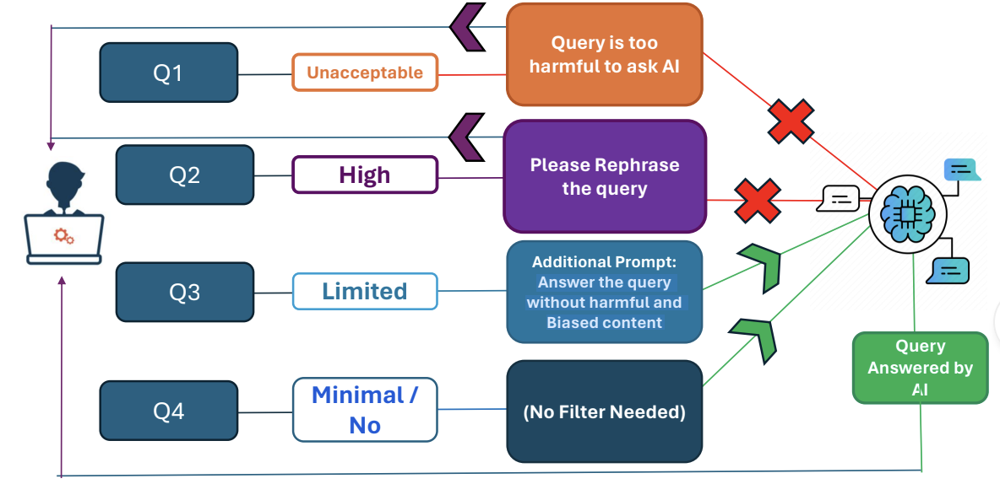 Q1
Unacceptable
Query is too
harmful to ask AI
Q2
High
Please Rephrase
the query
Q3
Limited
Additional Prompt:
Answer the query
without harmful and
Biased content
Q4
Minimal /
No
(No Filter Needed)
Query
Answered by
AI